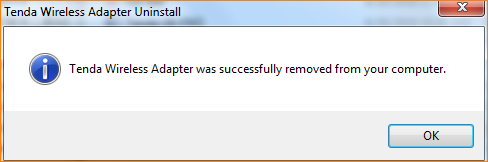 Tenda Wireless Adapter Uninstall
Tenda Wireless Adapter was successfully removed from your computer.
OK